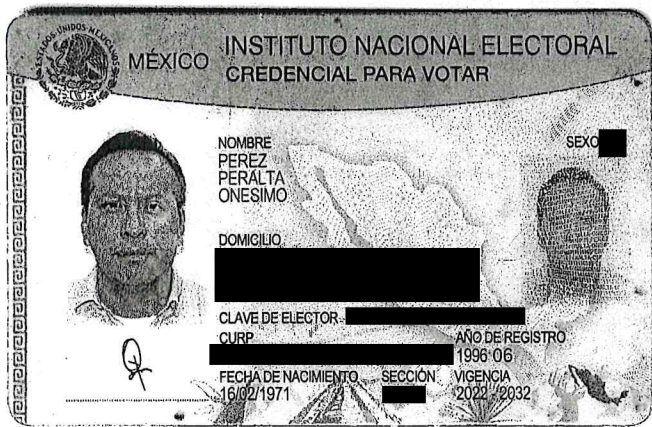 ESTADOS UNIDOS MEXICANOS
MÉXICO
INSTITUTO NACIONAL ELECTORAL
CREDENCIAL PARA VOTAR
NOMBRE
PEREZ
PERALTA
ONESIMO
SEXO
DOMICILIO
CLAVE DE ELECTOR
CURP
AÑO DE REGISTRO
1996 06
FECHA DE NACIMIENTO
16/02/1971
SECCIÓN
VIGENCIA
2022 - 2032